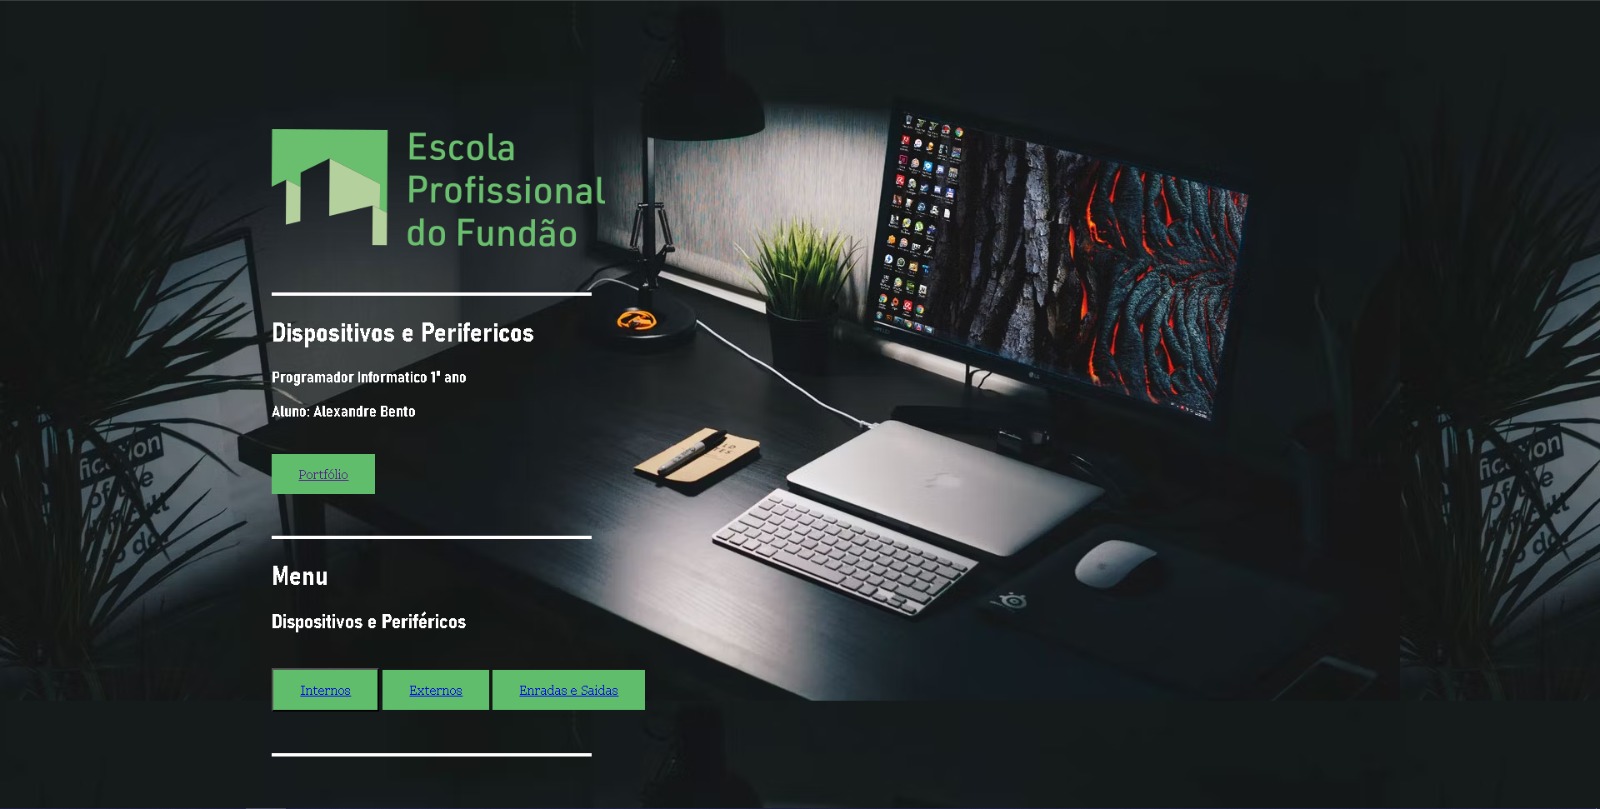 Escola
Profissional
do Fundão
Dispositivos e Perifericos
Programador Informatico 1º ano
Aluno: Alexandre Bento
Portfólio
Menu
Dispositivos e Periféricos
Internos
Externos
Enradas e Saidas
LG